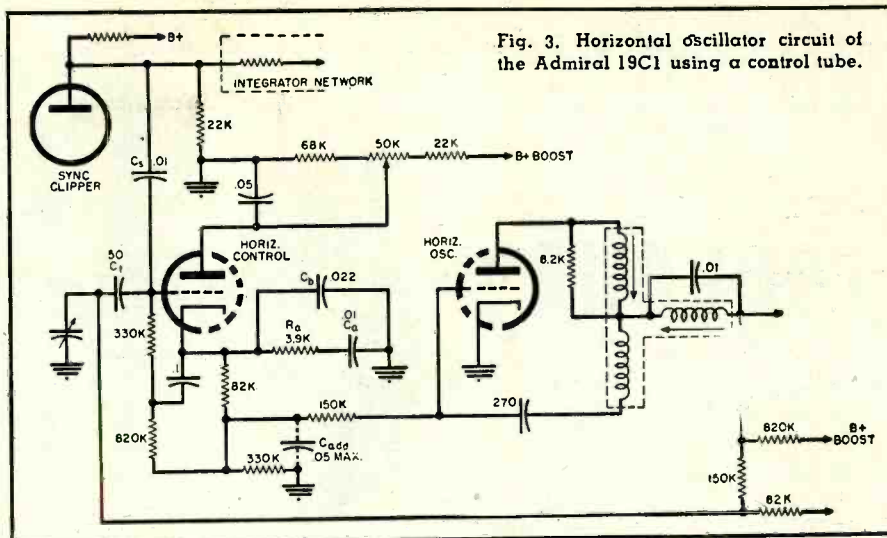 Fig. 3. Horizontal oscillator circuit of
the Admiral 19C1 using a control tube.
B+
INTEGRATOR NETWORK
SYNC
CLIPPER
22K
Cs .01
68K
50K
22K
B+ BOOST
.05
HORIZ.
CONTROL
HORIZ.
OSC.
50
330K
Cb .022
Ra
3.9K
.01
Ca
8.2K
.01
.1
82K
820K
150K
270
Cadd
.05 MAX.
330K
820K
B+
BOOST
150K
82K